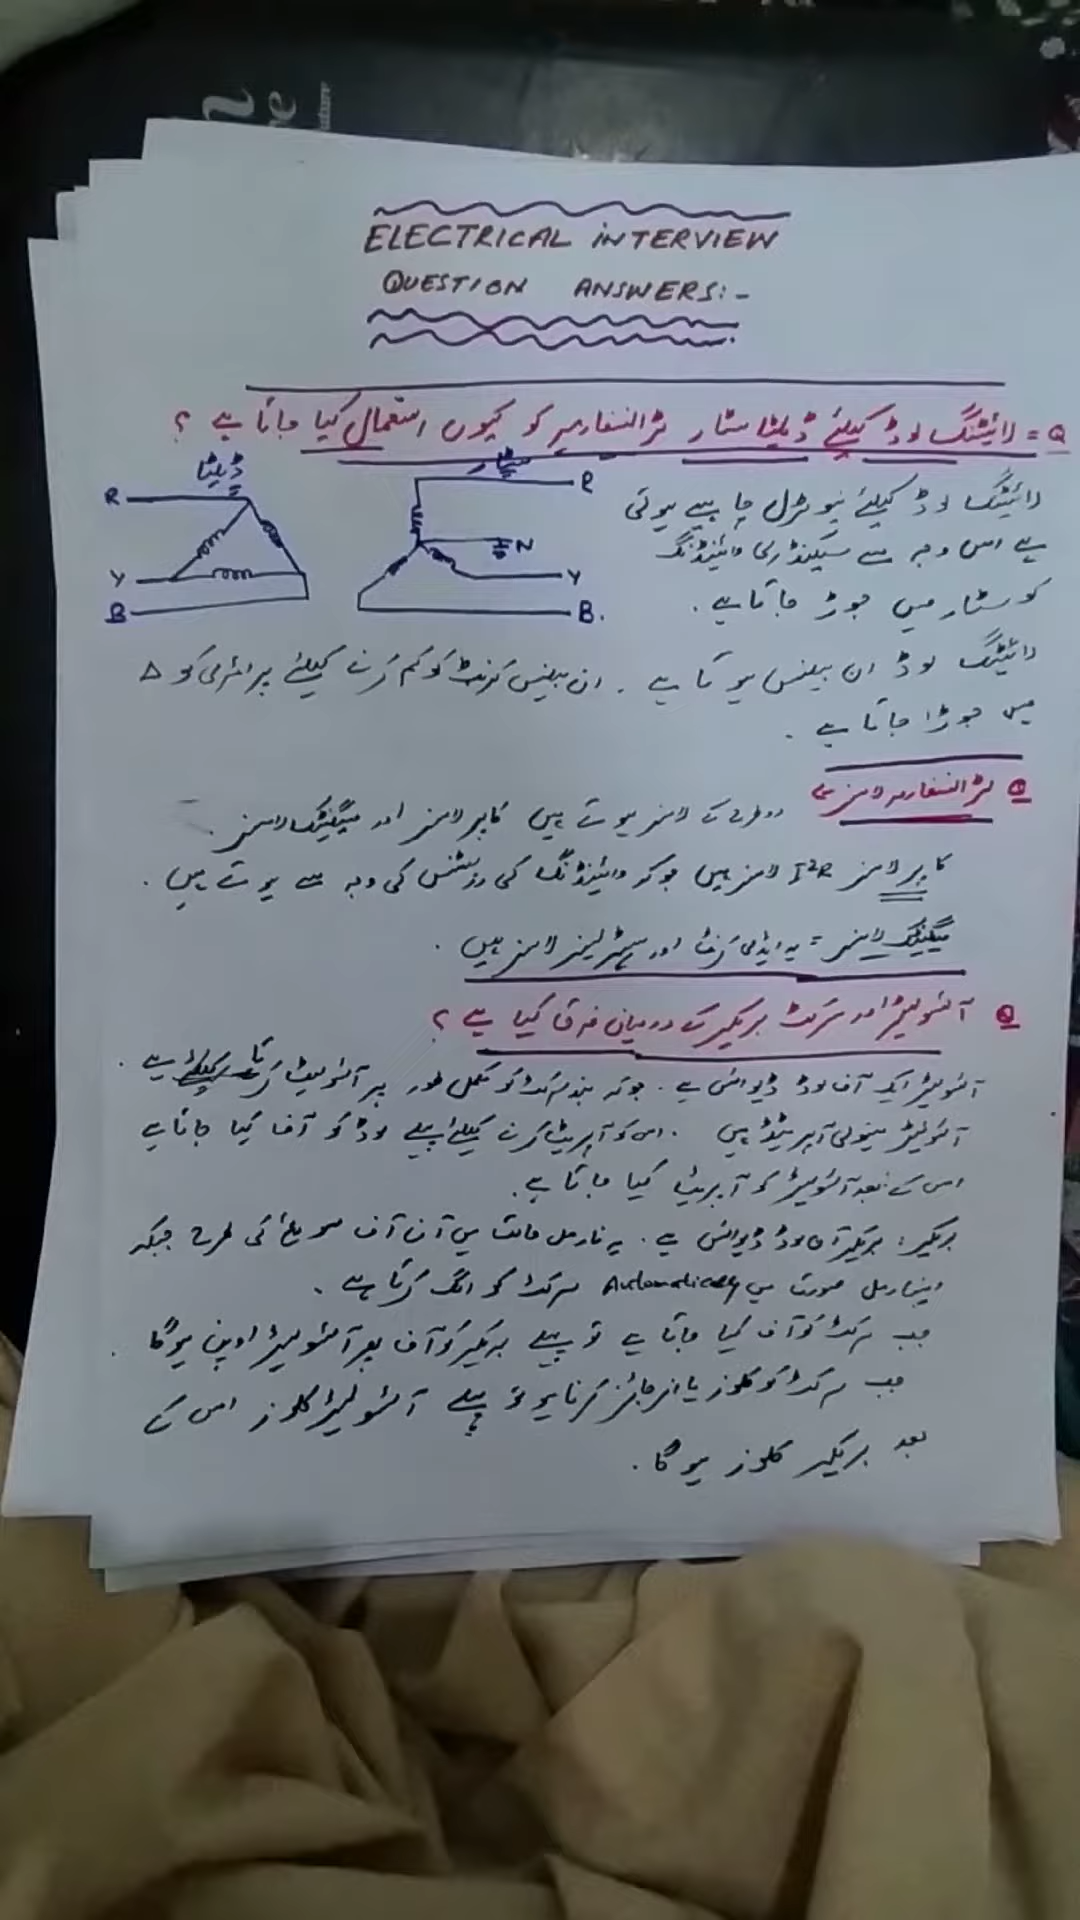 ELECTRICAL INTERVIEW
QUESTION ANSWERS:-
Q = لائیٹنگ لوڈ کیلئے ڈیلٹا سٹار ٹرانسفارمر کو کیوں استعمال کیا جاتا ہے ؟
ڈیلٹا
سٹار
R
Y
B
R
N
Y
B.
لائیٹنگ لوڈ کیلئے نیوٹرل چاہیے ہوتی
ہے اس وجہ سے سیکنڈری وائینڈنگ
کو سٹار میں جوڑ جاتا ہے .
لائیٹنگ لوڈ ان بیلنس ہوتا ہے . ان بیلنس کرنٹ کو کم کرنے کیلئے پرائمری کو Δ
میں جوڑا جاتا ہے .
Q ٹرانسفارمر لاسز
دو طرح کے لاسز ہوتے ہیں کاپر لاسز اور میگنیٹک لاسز .
کاپر لاسز I²R لاسز ہیں جو کہ وائینڈنگ کی رزسٹنس کی وجہ سے ہوتے ہیں .
میگنیٹک لاسز = یہ ایڈی کرنٹ اور ہسٹریسز لاسز ہیں .
Q آئسولیٹر اور سرکٹ بریکر کے درمیان فرق کیا ہے ؟
آئسولیٹر ایک آف لوڈ ڈیوائس ہے . جو کہ سرکٹ کو مکمل طور پر آئسولیٹ کرتا ہے .
آئسولیٹر مینولی آپریٹڈ ہیں . اس کو آپریٹ کرنے کیلئے پہلے لوڈ کو آف کیا جاتا ہے
اس کے بعد آئسولیٹر کو آپریٹ کیا جاتا ہے .
بریکر : بریکر آن لوڈ ڈیوائس ہے . یہ نارمل حالت میں آن آف سویچ کی طرح جبکہ
ابنارمل صورت میں Automatically سرکٹ کو الگ کرتا ہے .
جب سرکٹ کو آف کیا جاتا ہے تو پہلے بریکر کو آف پھر آئسولیٹر اوپن ہوگا .
جب سرکٹ کو کلوز یا انرجائز کرنا ہو تو پہلے آئسولیٹر کلوز اس کے
بعد بریکر کلوز ہوگا .